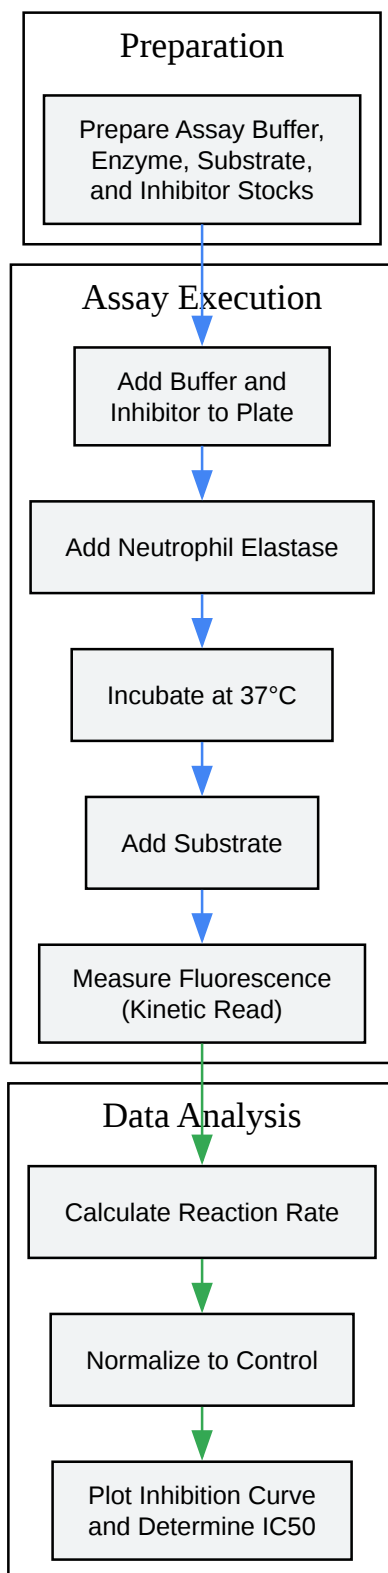 Preparation
Prepare Assay Buffer,
Enzyme, Substrate,
and Inhibitor Stocks
Assay Execution
Add Buffer and
Inhibitor to Plate
Add Neutrophil Elastase
Incubate at 37°C
Add Substrate
Measure Fluorescence
(Kinetic Read)
Data Analysis
Calculate Reaction Rate
Normalize to Control
Plot Inhibition Curve
and Determine IC50